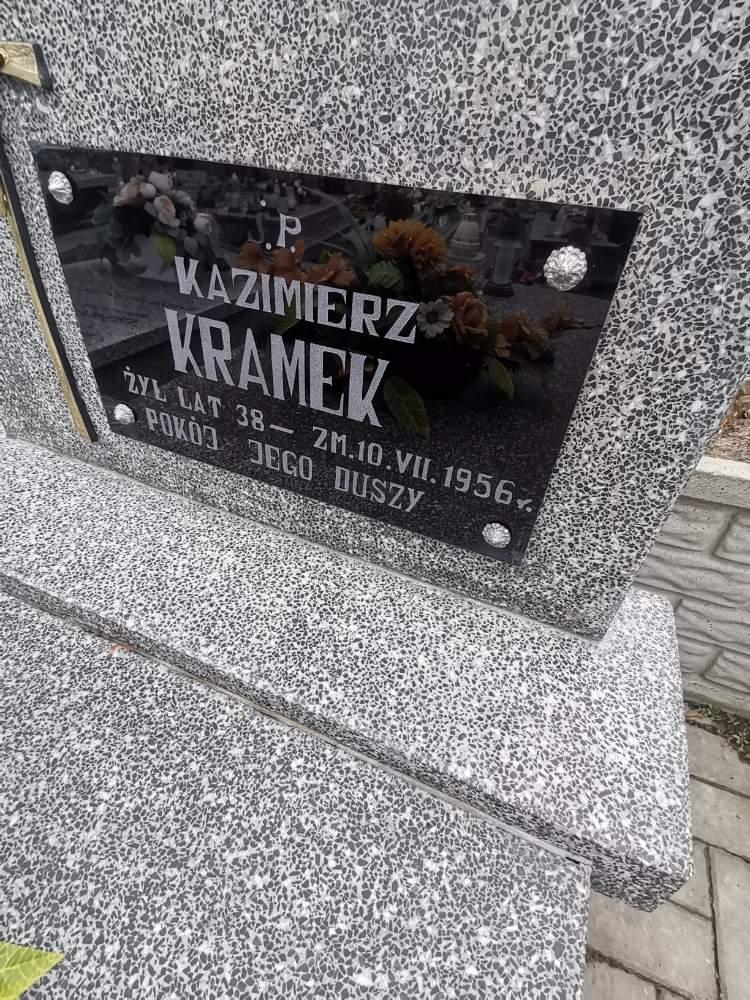 Ś.P.
KAZIMIERZ
KRAMEK
ŻYŁ LAT 38 — ZM. 10. VII. 1956 r.
POKÓJ JEGO DUSZY